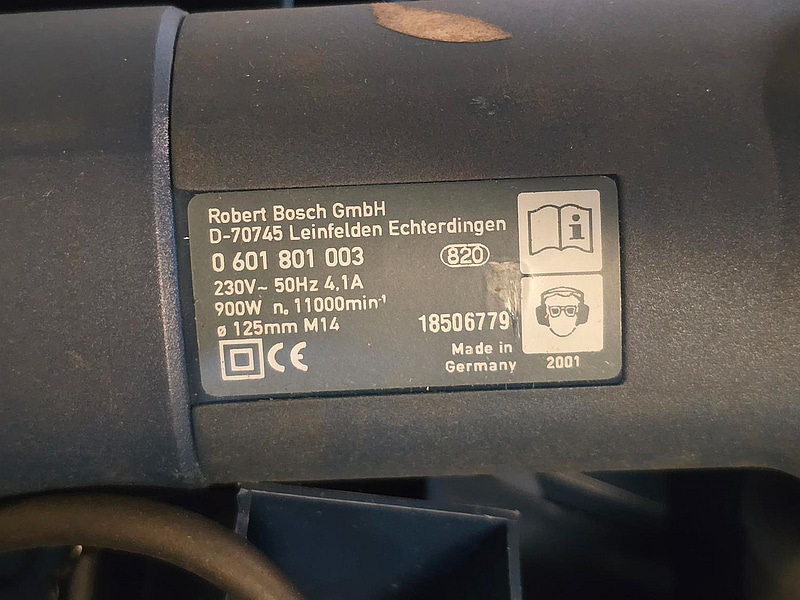 Robert Bosch GmbH
D-70745 Leinfelden Echterdingen
0 601 801 003 820
230V~ 50Hz 4,1A
900W n₀ 11000min⁻¹
ø 125mm M14
18506779
CE
Made in
Germany
2001
i